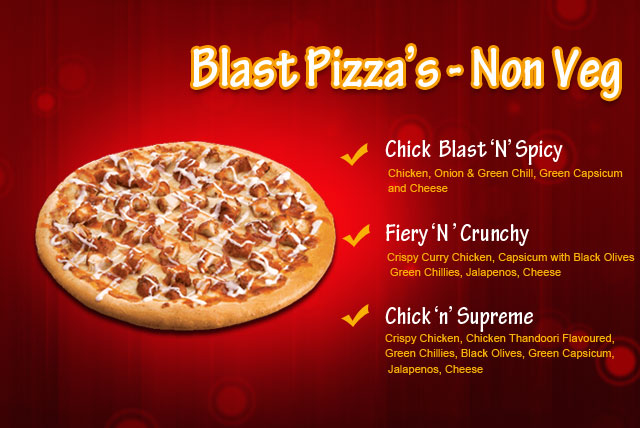 Blast Pizza's - Non Veg
Chick Blast 'N' Spicy
Chicken, Onion & Green Chill, Green Capsicum
and Cheese
Fiery 'N' Crunchy
Crispy Curry Chicken, Capsicum with Black Olives
Green Chillies, Jalapenos, Cheese
Chick 'n' Supreme
Crispy Chicken, Chicken Thandoori Flavoured,
Green Chillies, Black Olives, Green Capsicum,
Jalapenos, Cheese